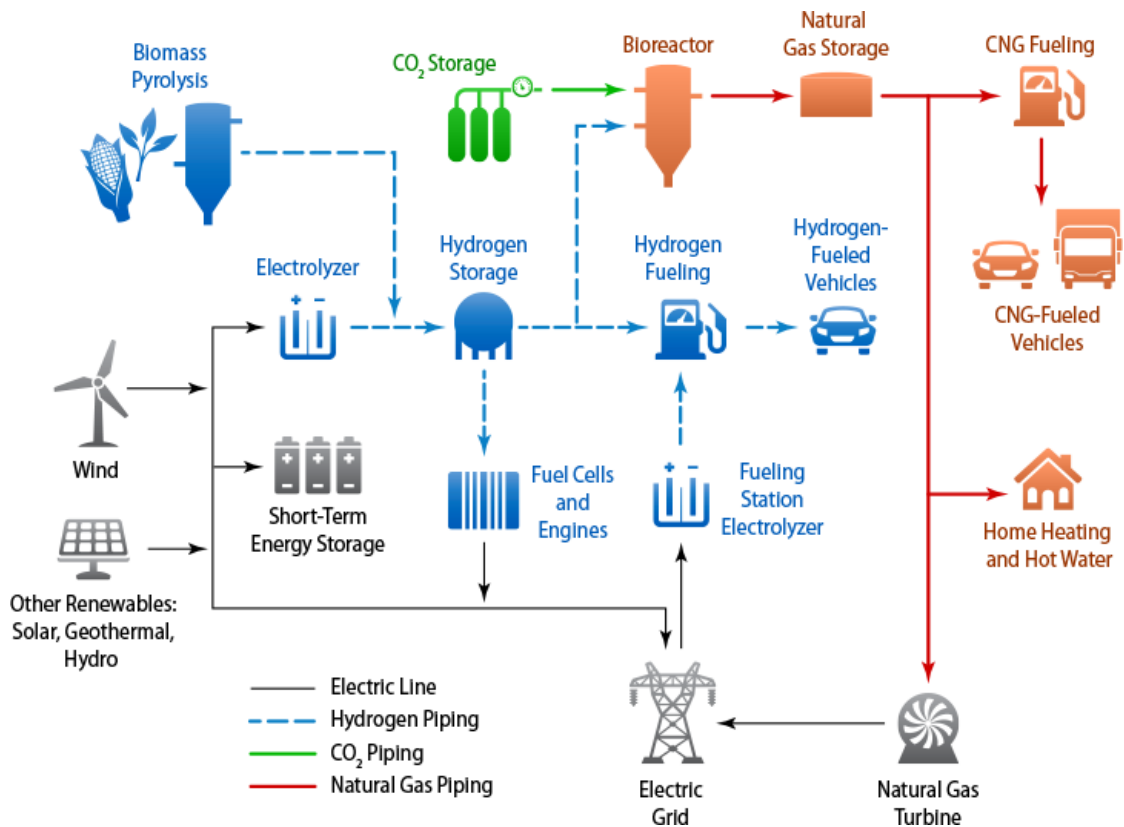 Biomass
Pyrolysis
CO₂ Storage
Bioreactor
Natural
Gas Storage
CNG Fueling
Electrolyzer
Hydrogen
Storage
Hydrogen
Fueling
Hydrogen-
Fueled
Vehicles
CNG-Fueled
Vehicles
Wind
Short-Term
Energy Storage
Fuel Cells
and
Engines
Fueling
Station
Electrolyzer
Home Heating
and Hot Water
Other Renewables:
Solar, Geothermal,
Hydro
Electric Line
Hydrogen Piping
CO₂ Piping
Natural Gas Piping
Electric
Grid
Natural Gas
Turbine